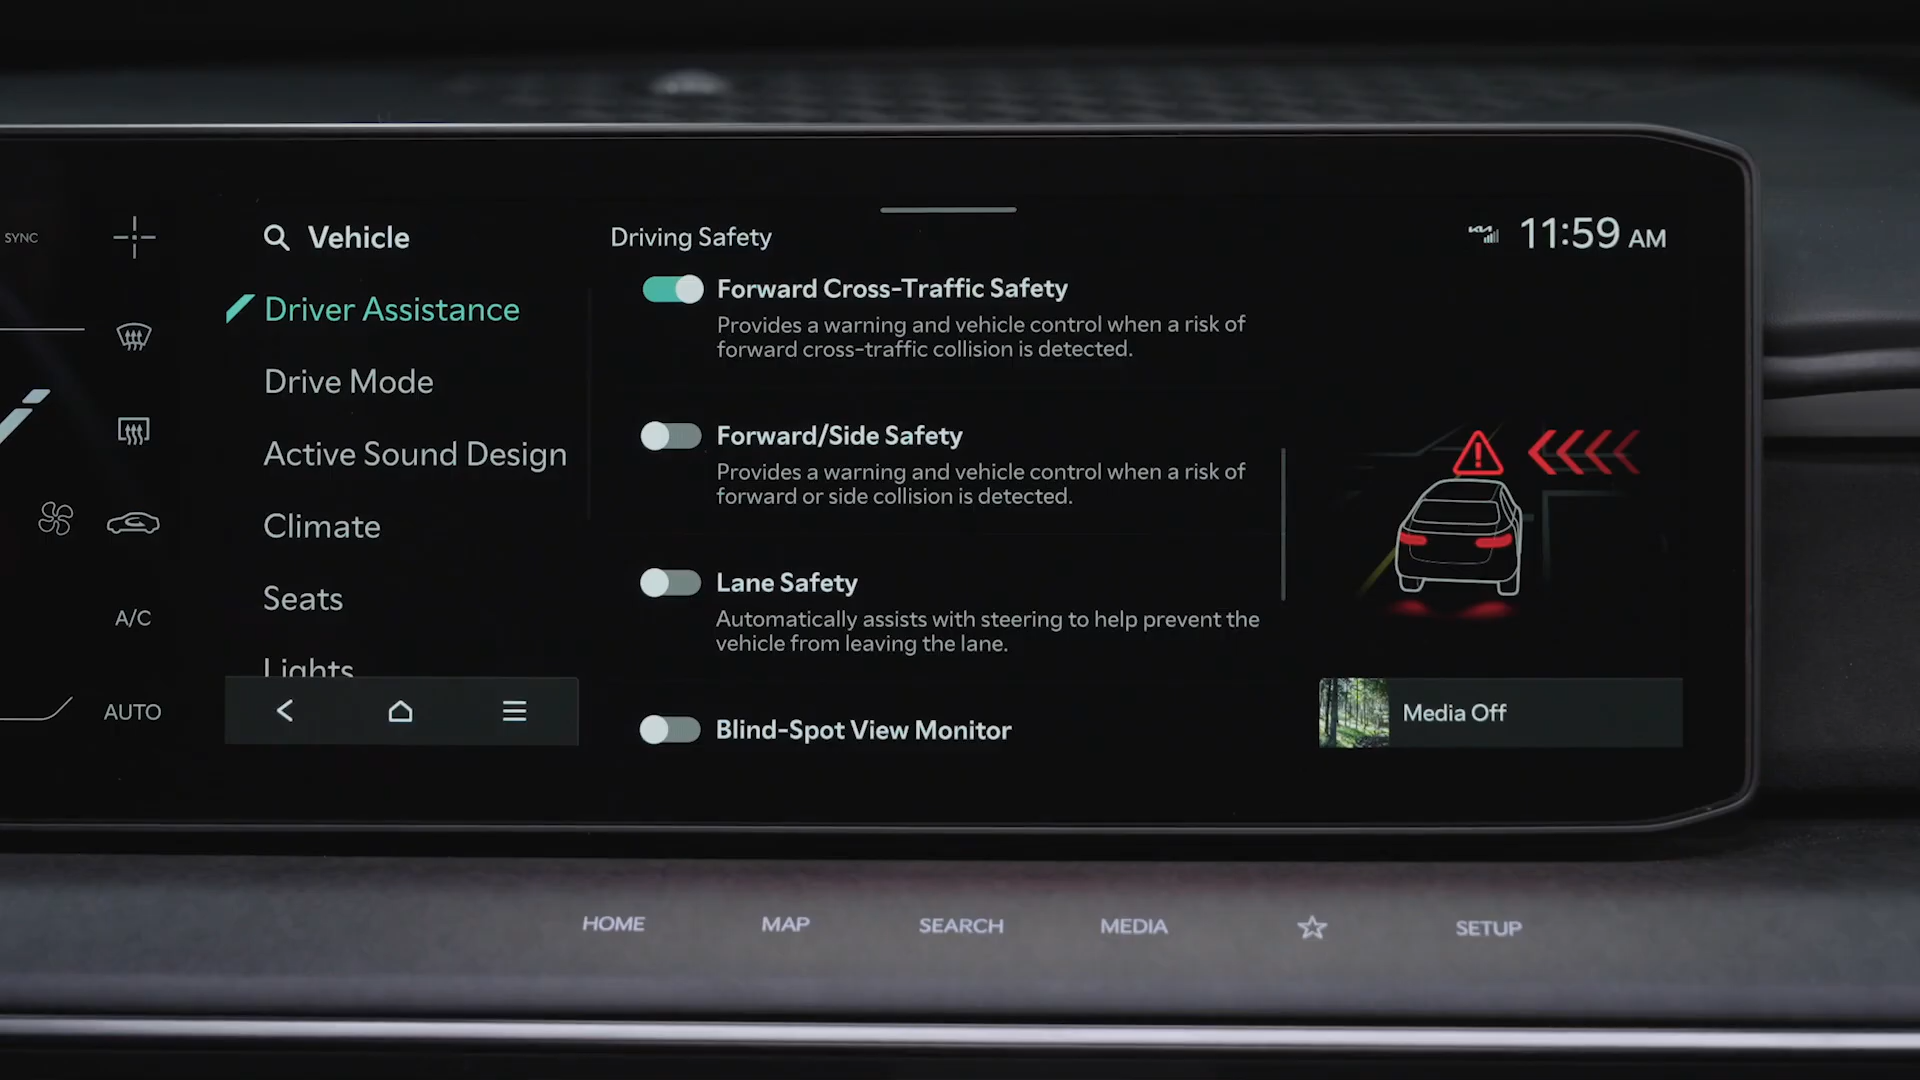 SYNC
A/C
AUTO
Vehicle
Driver Assistance
Drive Mode
Active Sound Design
Climate
Seats
Lights
Driving Safety
Forward Cross-Traffic Safety
Provides a warning and vehicle control when a risk of
forward cross-traffic collision is detected.
Forward/Side Safety
Provides a warning and vehicle control when a risk of
forward or side collision is detected.
Lane Safety
Automatically assists with steering to help prevent the
vehicle from leaving the lane.
Blind-Spot View Monitor
KIA
11:59 AM
Media Off
HOME MAP SEARCH MEDIA SETUP